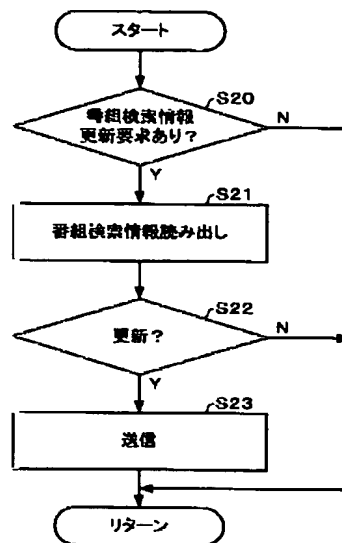 スタート
S20
番組検索情報
更新要求あり?
N
Y
S21
番組検索情報読み出し
S22
更新?
N
Y
S23
送信
リターン